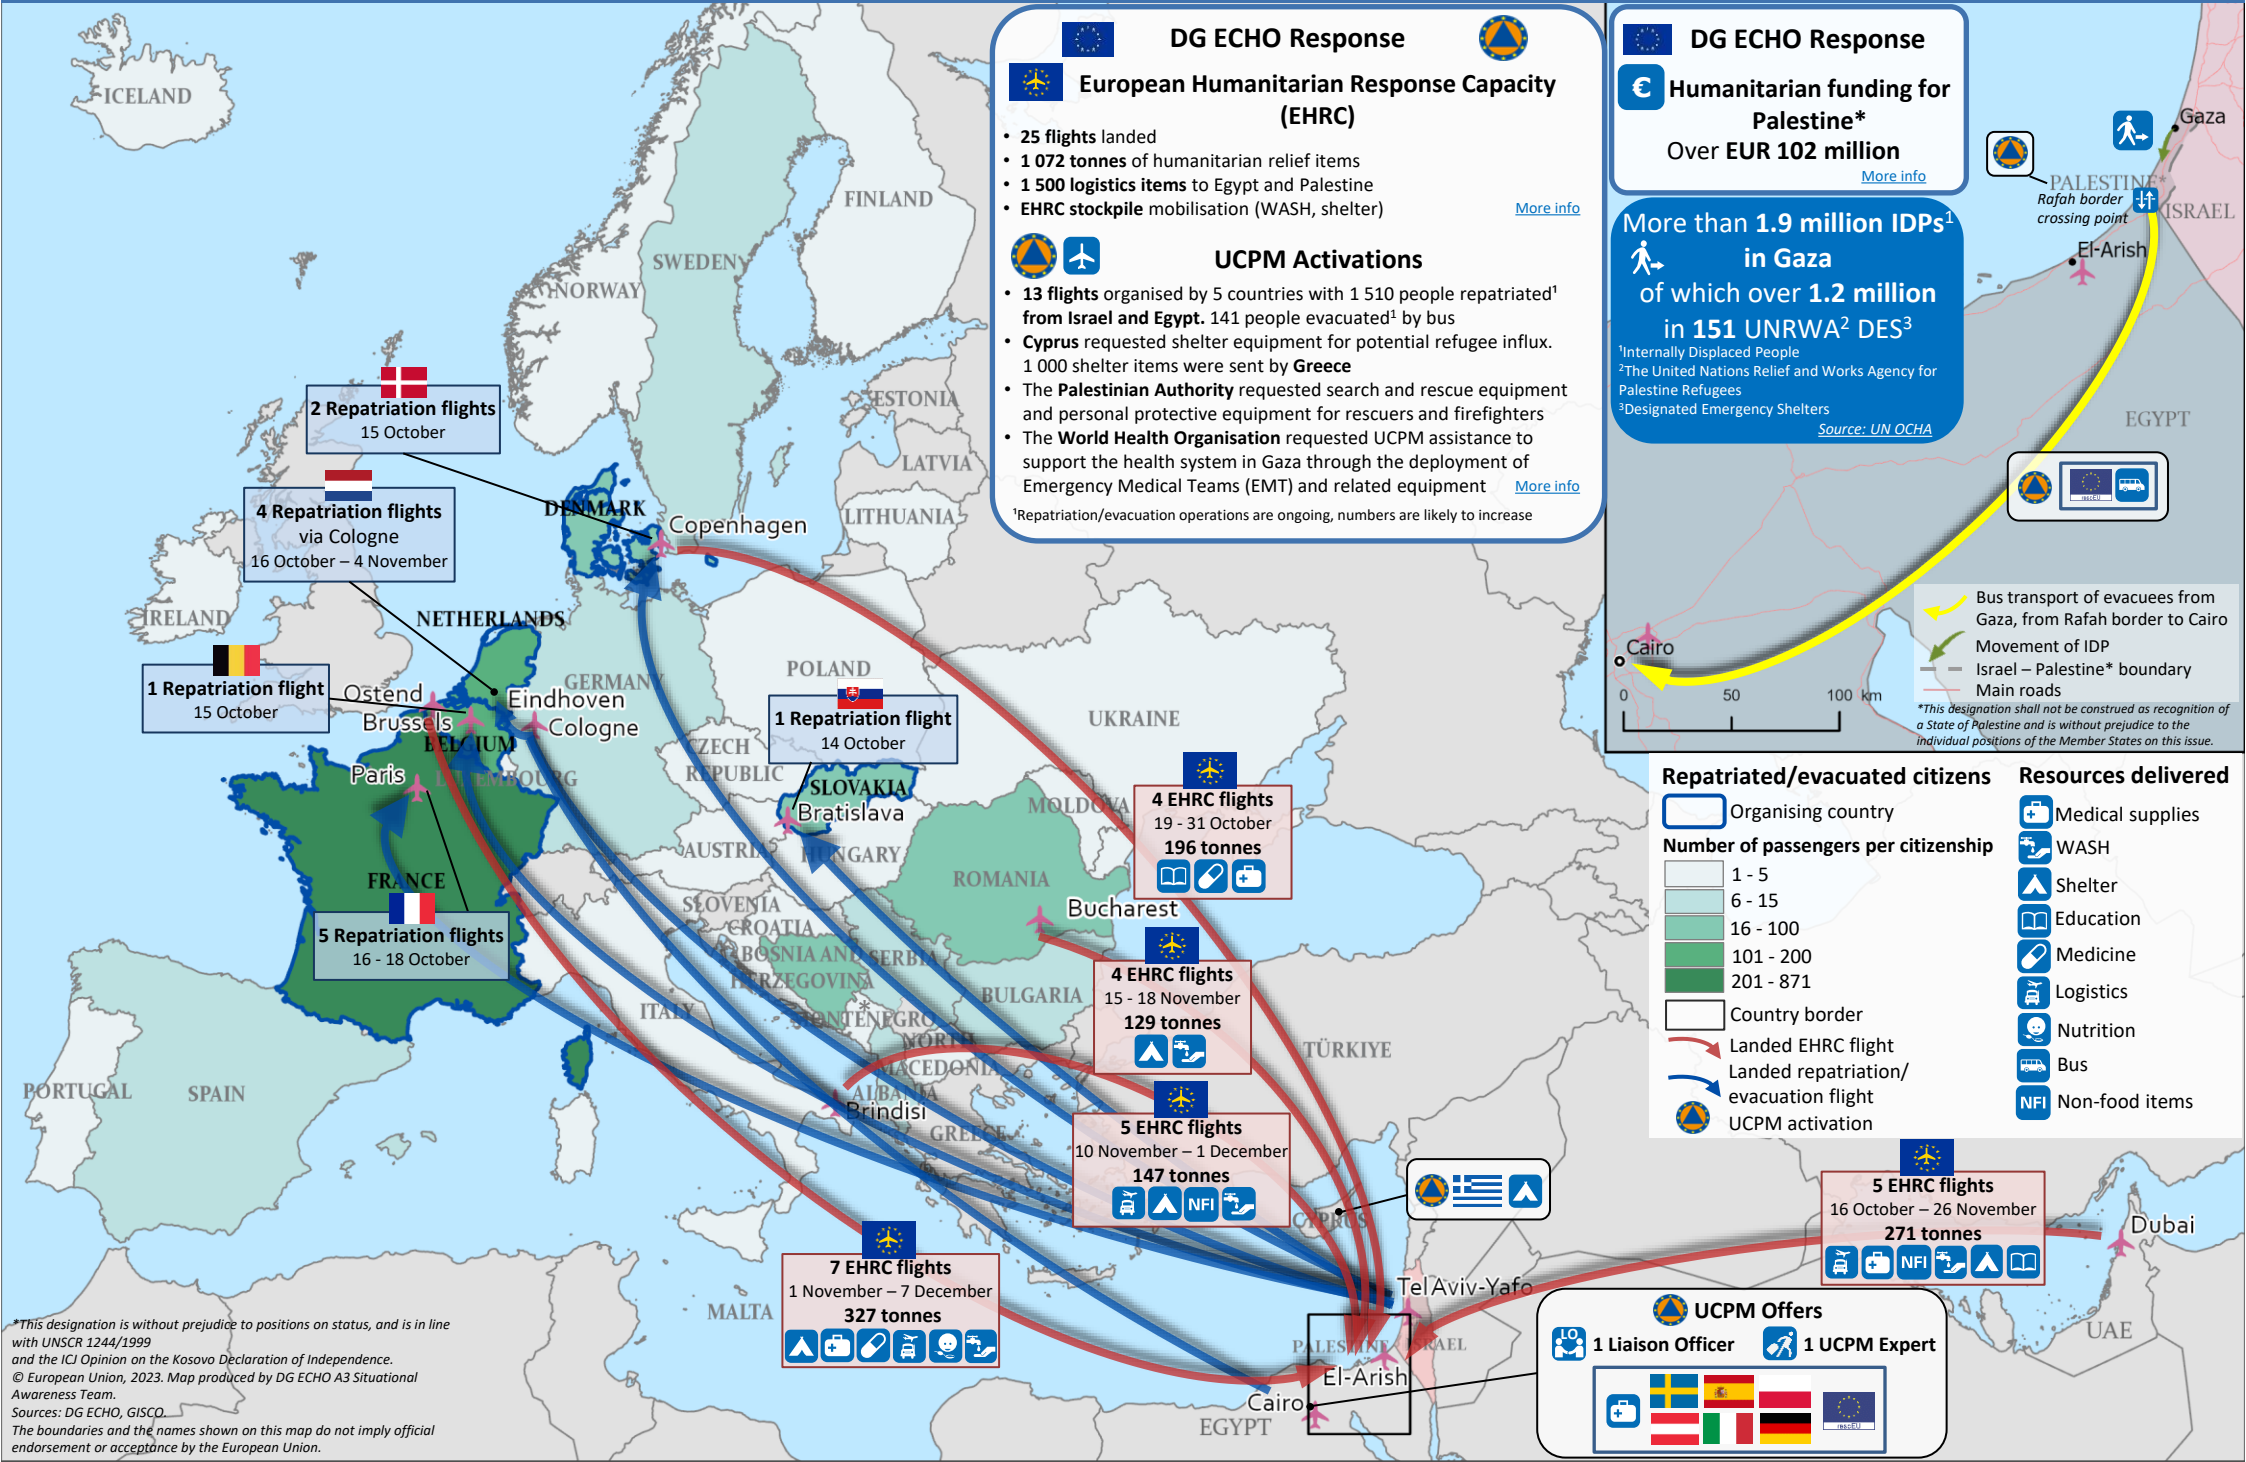 DG ECHO Response
European Humanitarian Response Capacity
(EHRC)
• 25 flights landed
• 1 072 tonnes of humanitarian relief items
• 1 500 logistics items to Egypt and Palestine
• EHRC stockpile mobilisation (WASH, shelter)
More info
UCPM Activations
• 13 flights organised by 5 countries with 1 510 people repatriated¹
from Israel and Egypt. 141 people evacuated¹ by bus
• Cyprus requested shelter equipment for potential refugee influx.
1 000 shelter items were sent by Greece
• The Palestinian Authority requested search and rescue equipment
and personal protective equipment for rescuers and firefighters
• The World Health Organisation requested UCPM assistance to
support the health system in Gaza through the deployment of
Emergency Medical Teams (EMT) and related equipment
More info
¹Repatriation/evacuation operations are ongoing, numbers are likely to increase
DG ECHO Response
€
Humanitarian funding for
Palestine*
Over EUR 102 million
More info
More than 1.9 million IDPs¹
in Gaza
of which over 1.2 million
in 151 UNRWA² DES³
¹Internally Displaced People
²The United Nations Relief and Works Agency for
Palestine Refugees
³Designated Emergency Shelters
Source: UN OCHA
Gaza
PALESTINE*
Rafah border
crossing point
ISRAEL
El-Arish
EGYPT
rescEU
Cairo
0 50 100 km
Bus transport of evacuees from
Gaza, from Rafah border to Cairo
Movement of IDP
Israel – Palestine* boundary
Main roads
*This designation shall not be construed as recognition of
a State of Palestine and is without prejudice to the
individual positions of the Member States on this issue.
ICELAND
FINLAND
SWEDEN
NORWAY
ESTONIA
LATVIA
LITHUANIA
2 Repatriation flights
15 October
4 Repatriation flights
via Cologne
16 October – 4 November
DENMARK
Copenhagen
IRELAND
NETHERLANDS
1 Repatriation flight
15 October
Ostend
Brussels
Eindhoven
Cologne
GERMANY
POLAND
BELGIUM
LUXEMBOURG
Paris
1 Repatriation flight
14 October
UKRAINE
CZECH
REPUBLIC
SLOVAKIA
Bratislava
MOLDOVA
AUSTRIA
HUNGARY
FRANCE
5 Repatriation flights
16 - 18 October
4 EHRC flights
19 - 31 October
196 tonnes
ROMANIA
Bucharest
SLOVENIA
CROATIA
BOSNIA AND
HERZEGOVINA
SERBIA
*
MONTENEGRO
BULGARIA
ITALY
4 EHRC flights
15 - 18 November
129 tonnes
NORTH
MACEDONIA
ALBANIA
Brindisi
GREECE
TÜRKIYE
PORTUGAL
SPAIN
5 EHRC flights
10 November – 1 December
147 tonnes
NFI
CYPRUS
MALTA
7 EHRC flights
1 November – 7 December
327 tonnes
TelAviv-Yafo
PALESTINE
ISRAEL
El-Arish
Cairo
EGYPT
Repatriated/evacuated citizens
Organising country
Number of passengers per citizenship
1 - 5
6 - 15
16 - 100
101 - 200
201 - 871
Country border
Landed EHRC flight
Landed repatriation/
evacuation flight
UCPM activation
Resources delivered
Medical supplies
WASH
Shelter
Education
Medicine
Logistics
Nutrition
Bus
NFI Non-food items
5 EHRC flights
16 October – 26 November
271 tonnes
NFI
Dubai
UAE
UCPM Offers
LO
1 Liaison Officer
1 UCPM Expert
rescEU
*This designation is without prejudice to positions on status, and is in line
with UNSCR 1244/1999
and the ICJ Opinion on the Kosovo Declaration of Independence.
© European Union, 2023. Map produced by DG ECHO A3 Situational
Awareness Team.
Sources: DG ECHO, GISCO.
The boundaries and the names shown on this map do not imply official
endorsement or acceptance by the European Union.